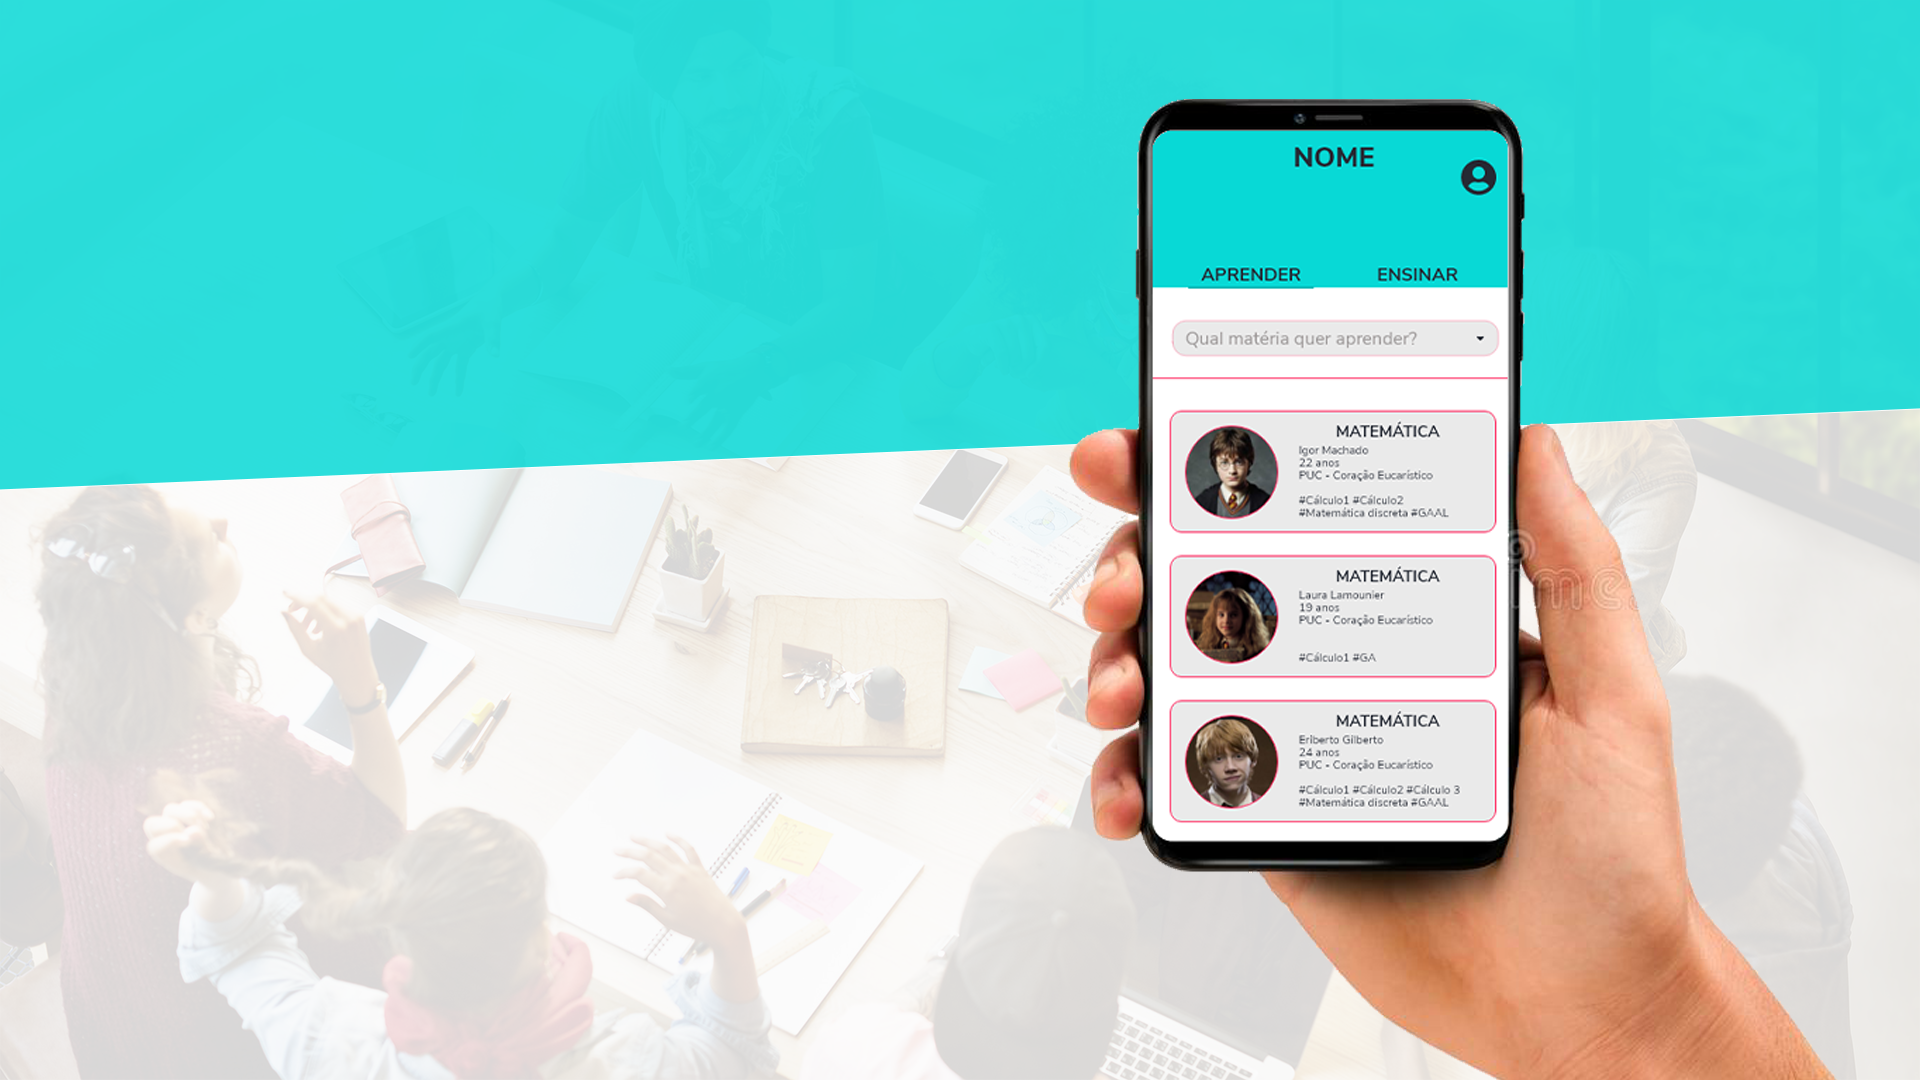 NOME
APRENDER ENSINAR
Qual matéria quer aprender?
MATEMÁTICA
Igor Machado
22 anos
PUC - Coração Eucarístico
#Cálculo1 #Cálculo2
#Matemática discreta #GAAL
MATEMÁTICA
Laura Lamounier
19 anos
PUC - Coração Eucarístico
#Cálculo1 #GA
MATEMÁTICA
Eriberto Gilberto
24 anos
PUC - Coração Eucarístico
#Cálculo1 #Cálculo2 #Cálculo 3
#Matemática discreta #GAAL